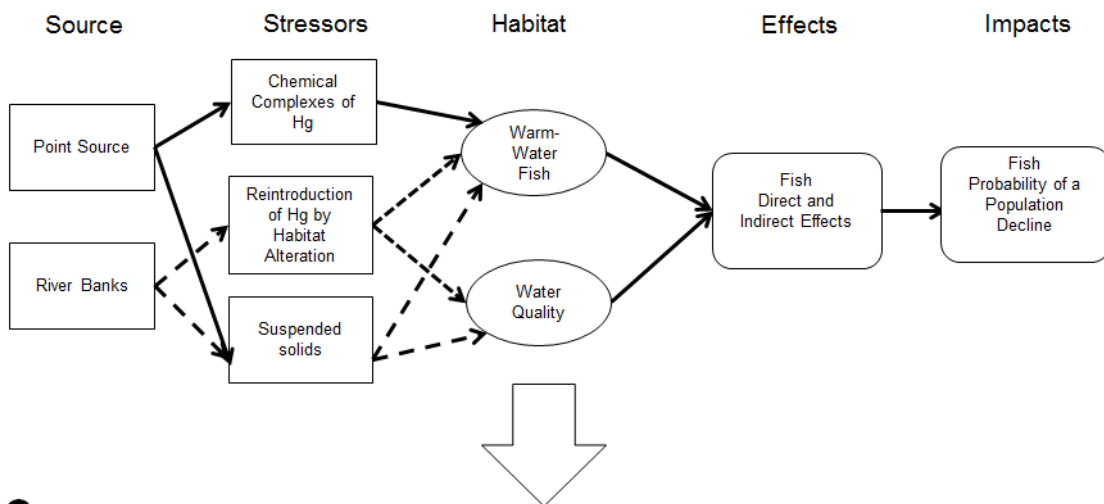 Source
Stressors
Habitat
Effects
Impacts
Point Source
River Banks
Chemical
Complexes of
Hg
Reintroduction
of Hg by
Habitat
Alteration
Suspended
solids
Warm-
Water
Fish
Water
Quality
Fish
Direct and
Indirect Effects
Fish
Probability of a
Population
Decline